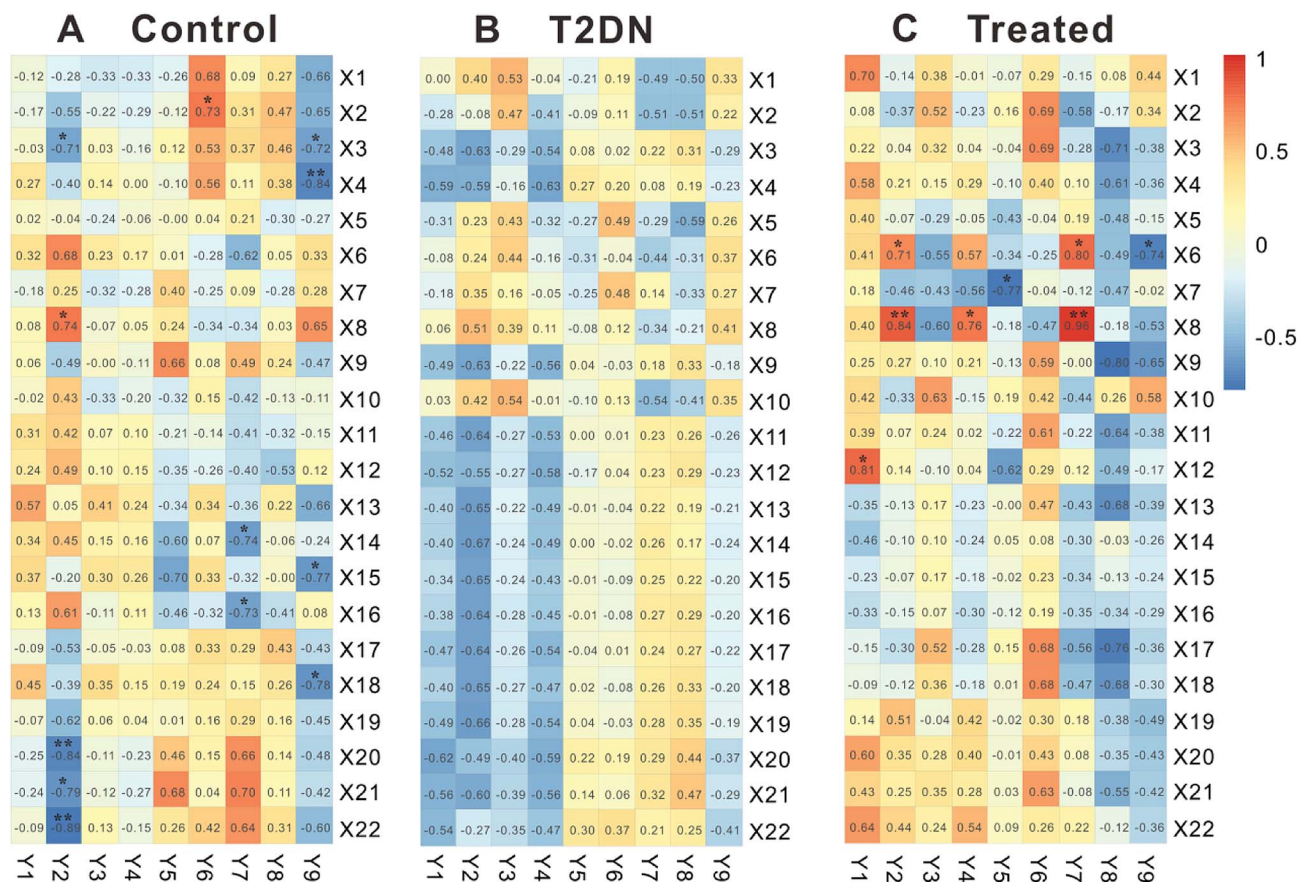 A Control
-0.12 -0.28 -0.33 -0.33 -0.26 0.68 0.09 0.27 -0.66 X1
*
-0.17 -0.55 -0.22 -0.29 -0.12 0.73 0.31 0.47 -0.65 X2
* *
-0.03 -0.71 0.03 -0.16 0.12 0.53 0.37 0.46 -0.72 X3
**
0.27 -0.40 0.14 0.00 -0.10 0.56 0.11 0.38 -0.84 X4
0.02 -0.04 -0.24 -0.06 -0.00 0.04 0.21 -0.30 -0.27 X5
0.32 0.68 0.23 0.17 0.01 -0.28 -0.62 0.05 0.33 X6
-0.18 0.25 -0.32 -0.28 0.40 -0.25 0.09 -0.28 0.28 X7
*
0.08 0.74 -0.07 0.05 0.24 -0.34 -0.34 0.03 0.65 X8
0.06 -0.49 -0.00 -0.11 0.66 0.08 0.49 0.24 -0.47 X9
-0.02 0.43 -0.33 -0.20 -0.32 0.15 -0.42 -0.13 -0.11 X10
0.31 0.42 0.07 0.10 -0.21 -0.14 -0.41 -0.32 -0.15 X11
0.24 0.49 0.10 0.15 -0.35 -0.26 -0.40 -0.53 0.12 X12
0.57 0.05 0.41 0.24 -0.34 0.34 -0.36 0.22 -0.66 X13
*
0.34 0.45 0.15 0.16 -0.60 0.07 -0.74 -0.06 -0.24 X14
*
0.37 -0.20 0.30 0.26 -0.70 0.33 -0.32 -0.00 -0.77 X15
*
0.13 0.61 -0.11 0.11 -0.46 -0.32 -0.73 -0.41 0.08 X16
-0.09 -0.53 -0.05 -0.03 0.08 0.33 0.29 0.43 -0.43 X17
*
0.45 -0.39 0.35 0.15 0.19 0.24 0.15 0.26 -0.78 X18
-0.07 -0.62 0.06 0.04 0.01 0.16 0.29 0.16 -0.45 X19
**
-0.25 -0.84 -0.11 -0.23 0.46 0.15 0.66 0.14 -0.48 X20
*
-0.24 -0.79 -0.12 -0.27 0.68 0.04 0.70 0.11 -0.42 X21
**
-0.09 -0.89 0.13 -0.15 0.26 0.42 0.64 0.31 -0.60 X22
Y1 Y2 Y3 Y4 Y5 Y6 Y7 Y8 Y9
B T2DN
0.00 0.40 0.53 -0.04 -0.21 0.19 -0.49 -0.50 0.33 X1
-0.28 -0.08 0.47 -0.41 -0.09 0.11 -0.51 -0.51 0.22 X2
-0.48 -0.63 -0.29 -0.54 0.08 0.02 0.22 0.31 -0.29 X3
-0.59 -0.59 -0.16 -0.63 0.27 0.20 0.08 0.19 -0.23 X4
-0.31 0.23 0.43 -0.32 -0.27 0.49 -0.29 -0.59 0.26 X5
-0.08 0.24 0.44 -0.16 -0.31 -0.04 -0.44 -0.31 0.37 X6
-0.18 0.35 0.16 -0.05 -0.25 0.48 0.14 -0.33 0.27 X7
0.06 0.51 0.39 0.11 -0.08 0.12 -0.34 -0.21 0.41 X8
-0.49 -0.63 -0.22 -0.56 0.04 -0.03 0.18 0.33 -0.18 X9
0.03 0.42 0.54 -0.01 -0.10 0.13 -0.54 -0.41 0.35 X10
-0.46 -0.64 -0.27 -0.53 0.00 0.01 0.23 0.26 -0.26 X11
-0.52 -0.55 -0.27 -0.58 -0.17 0.04 0.23 0.29 -0.23 X12
-0.40 -0.65 -0.22 -0.49 -0.01 -0.04 0.22 0.19 -0.21 X13
-0.40 -0.67 -0.24 -0.49 0.00 -0.02 0.26 0.17 -0.24 X14
-0.34 -0.65 -0.24 -0.43 -0.01 -0.09 0.25 0.22 -0.20 X15
-0.38 -0.64 -0.28 -0.45 -0.01 -0.08 0.27 0.29 -0.20 X16
-0.47 -0.64 -0.26 -0.54 -0.04 0.01 0.24 0.27 -0.22 X17
-0.40 -0.65 -0.27 -0.47 0.02 -0.08 0.26 0.33 -0.20 X18
-0.49 -0.66 -0.28 -0.54 0.04 -0.03 0.28 0.35 -0.19 X19
-0.62 -0.49 -0.40 -0.59 0.22 0.19 0.29 0.44 -0.37 X20
-0.56 -0.60 -0.39 -0.56 0.14 0.06 0.32 0.47 -0.29 X21
-0.54 -0.27 -0.35 -0.47 0.30 0.37 0.21 0.25 -0.41 X22
Y1 Y2 Y3 Y4 Y5 Y6 Y7 Y8 Y9
C Treated
0.70 -0.14 0.38 -0.01 -0.07 0.29 -0.15 0.08 0.44 X1
0.08 -0.37 0.52 -0.23 0.16 0.69 -0.58 -0.17 0.34 X2
0.22 0.04 0.32 -0.04 0.04 0.69 -0.28 -0.71 -0.38 X3
0.58 0.21 0.15 0.29 -0.10 0.40 0.10 -0.61 -0.36 X4
0.40 -0.07 -0.29 -0.05 -0.43 -0.04 0.19 -0.48 -0.15 X5
* * *
0.41 0.71 -0.55 0.57 -0.34 -0.25 0.80 -0.49 -0.74 X6
*
0.18 -0.46 -0.43 -0.56 -0.77 -0.04 -0.12 -0.47 -0.02 X7
** * **
0.40 0.84 -0.60 0.76 -0.18 -0.47 0.96 -0.18 -0.53 X8
0.25 0.27 0.10 0.21 -0.13 0.59 -0.00 -0.80 -0.65 X9
0.42 -0.33 0.63 -0.15 0.19 0.42 -0.44 0.26 0.58 X10
0.39 0.07 0.24 0.02 -0.22 0.61 -0.22 -0.64 -0.38 X11
*
0.81 0.14 -0.10 0.04 -0.62 0.29 0.12 -0.49 -0.17 X12
-0.35 -0.13 0.17 -0.23 -0.00 0.47 -0.43 -0.68 -0.39 X13
-0.46 -0.10 0.10 -0.24 0.05 0.08 -0.30 -0.03 -0.26 X14
-0.23 -0.07 0.17 -0.18 -0.02 0.23 -0.34 -0.13 -0.24 X15
-0.33 -0.15 0.07 -0.30 -0.12 0.19 -0.35 -0.34 -0.29 X16
-0.15 -0.30 0.52 -0.28 0.15 0.68 -0.56 -0.76 -0.36 X17
-0.09 -0.12 0.36 -0.18 0.01 0.68 -0.47 -0.68 -0.30 X18
0.14 0.51 -0.04 0.42 -0.02 0.30 0.18 -0.38 -0.49 X19
0.60 0.35 0.28 0.40 -0.01 0.43 0.08 -0.35 -0.43 X20
0.43 0.25 0.35 0.28 0.03 0.63 -0.08 -0.55 -0.42 X21
0.64 0.44 0.24 0.54 0.09 0.26 0.22 -0.12 -0.36 X22
Y1 Y2 Y3 Y4 Y5 Y6 Y7 Y8 Y9
1
0.5
0
-0.5